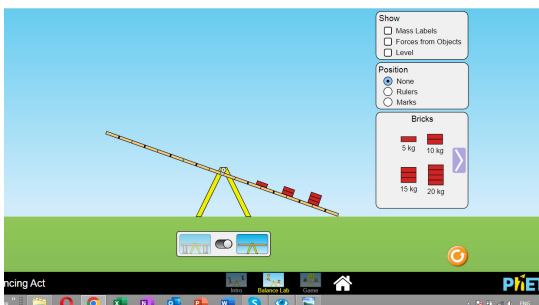 Show
Mass Labels
Forces from Objects
Level
Position
None
Rulers
Marks
Bricks
5 kg 10 kg
15 kg 20 kg
ncing Act
Intro Balance Lab Game
PhE